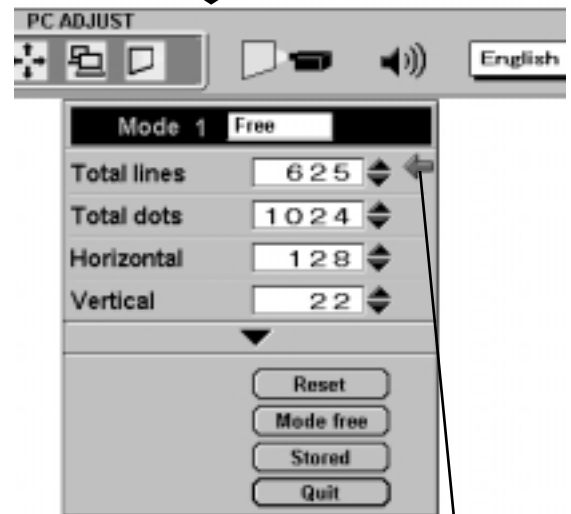 PC ADJUST
English
Mode 1 Free
Total lines 625
Total dots 1024
Horizontal 128
Vertical 22
Reset
Mode free
Stored
Quit